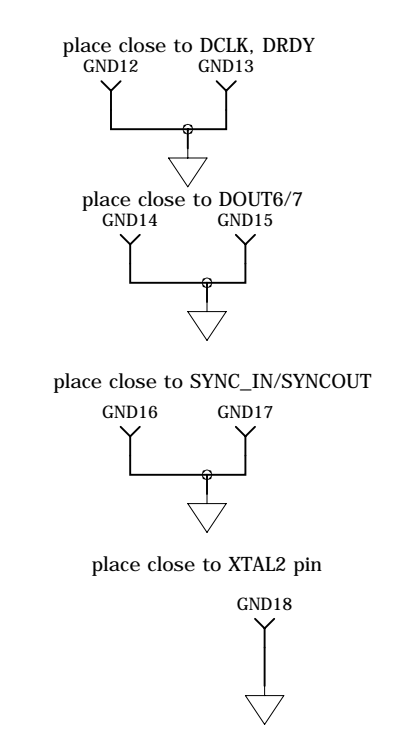 place close to DCLK, DRDY
GND12 GND13
place close to DOUT6/7
GND14 GND15
place close to SYNC_IN/SYNCOUT
GND16 GND17
place close to XTAL2 pin
GND18